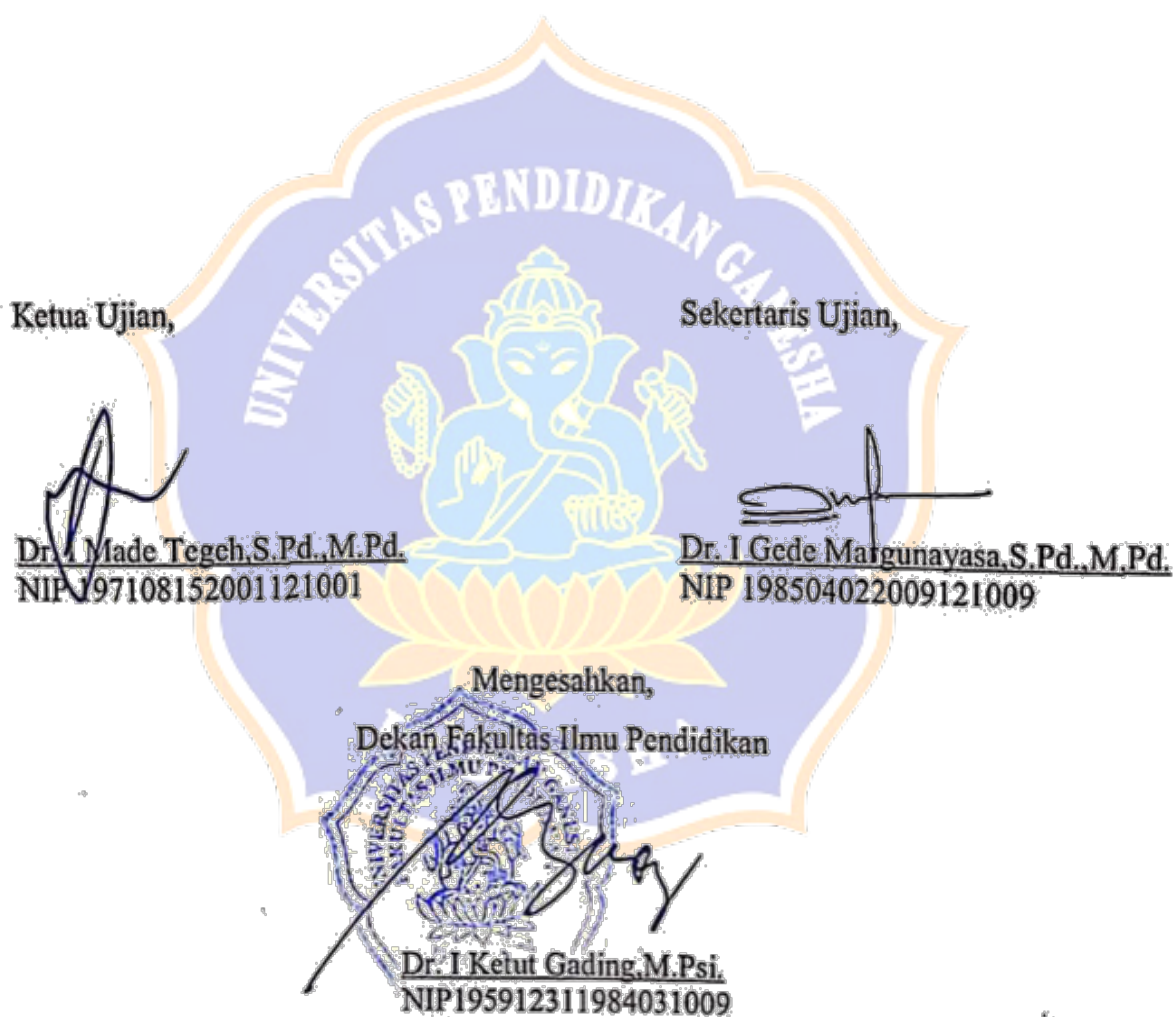 UNIVERSITAS PENDIDIKAN GANESHA
Ketua Ujian,
Sekertaris Ujian,
Dr. I Made Tegeh,S.Pd.,M.Pd.
NIP 197108152001121001
Dr. I Gede Margunayasa,S.Pd.,M.Pd.
NIP 198504022009121009
Mengesahkan,
Dekan Fakultas Ilmu Pendidikan
Dr. I Ketut Gading,M.Psi.
NIP195912311984031009